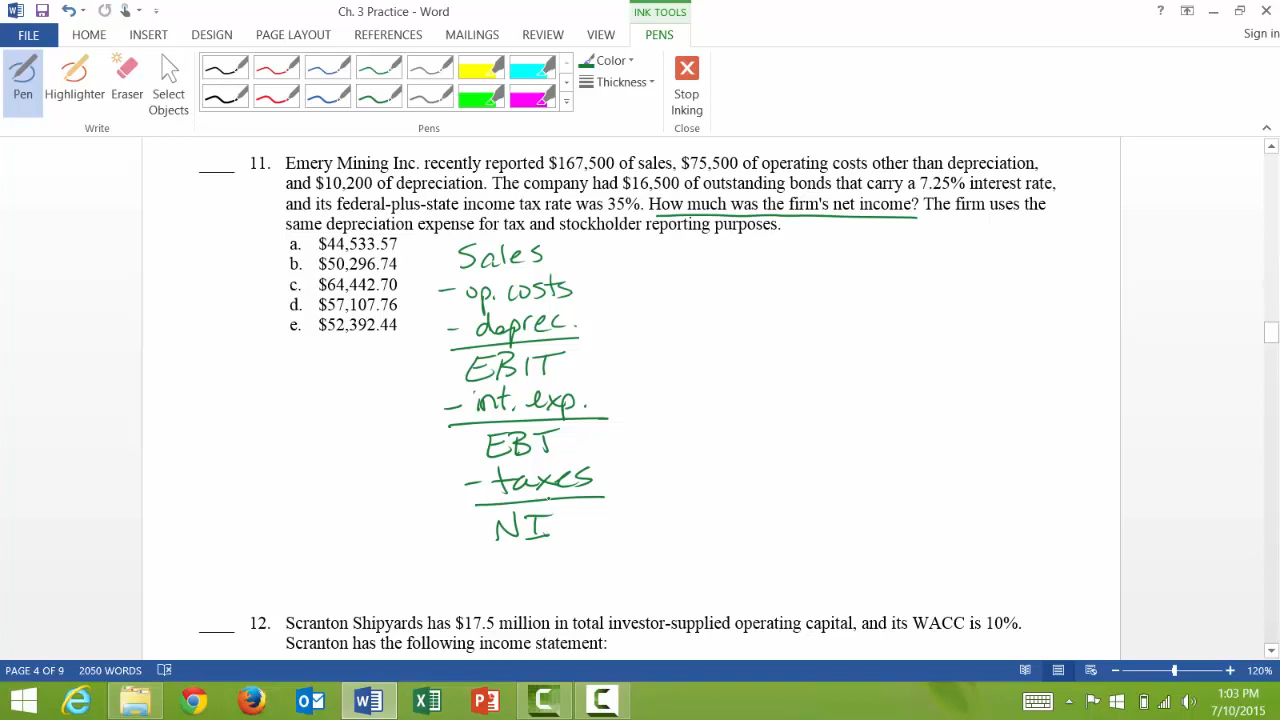 Ch. 3 Practice - Word
INK TOOLS
?
FILE
HOME
INSERT
DESIGN
PAGE LAYOUT
REFERENCES
MAILINGS
REVIEW
VIEW
PENS
Sign in
Pen
Highlighter
Eraser
Select Objects
Color
Thickness
Stop Inking
Write
Pens
Close
____ 11. Emery Mining Inc. recently reported $167,500 of sales, $75,500 of operating costs other than depreciation,
and $10,200 of depreciation. The company had $16,500 of outstanding bonds that carry a 7.25% interest rate,
and its federal-plus-state income tax rate was 35%. How much was the firm's net income? The firm uses the
same depreciation expense for tax and stockholder reporting purposes.
a. $44,533.57
b. $50,296.74
c. $64,442.70
d. $57,107.76
e. $52,392.44
Sales
- op. costs
- deprec.
EBIT
- int. exp.
EBT
- taxes
NI
____ 12. Scranton Shipyards has $17.5 million in total investor-supplied operating capital, and its WACC is 10%.
Scranton has the following income statement:
PAGE 4 OF 9
2050 WORDS
120%
1:03 PM
7/10/2015